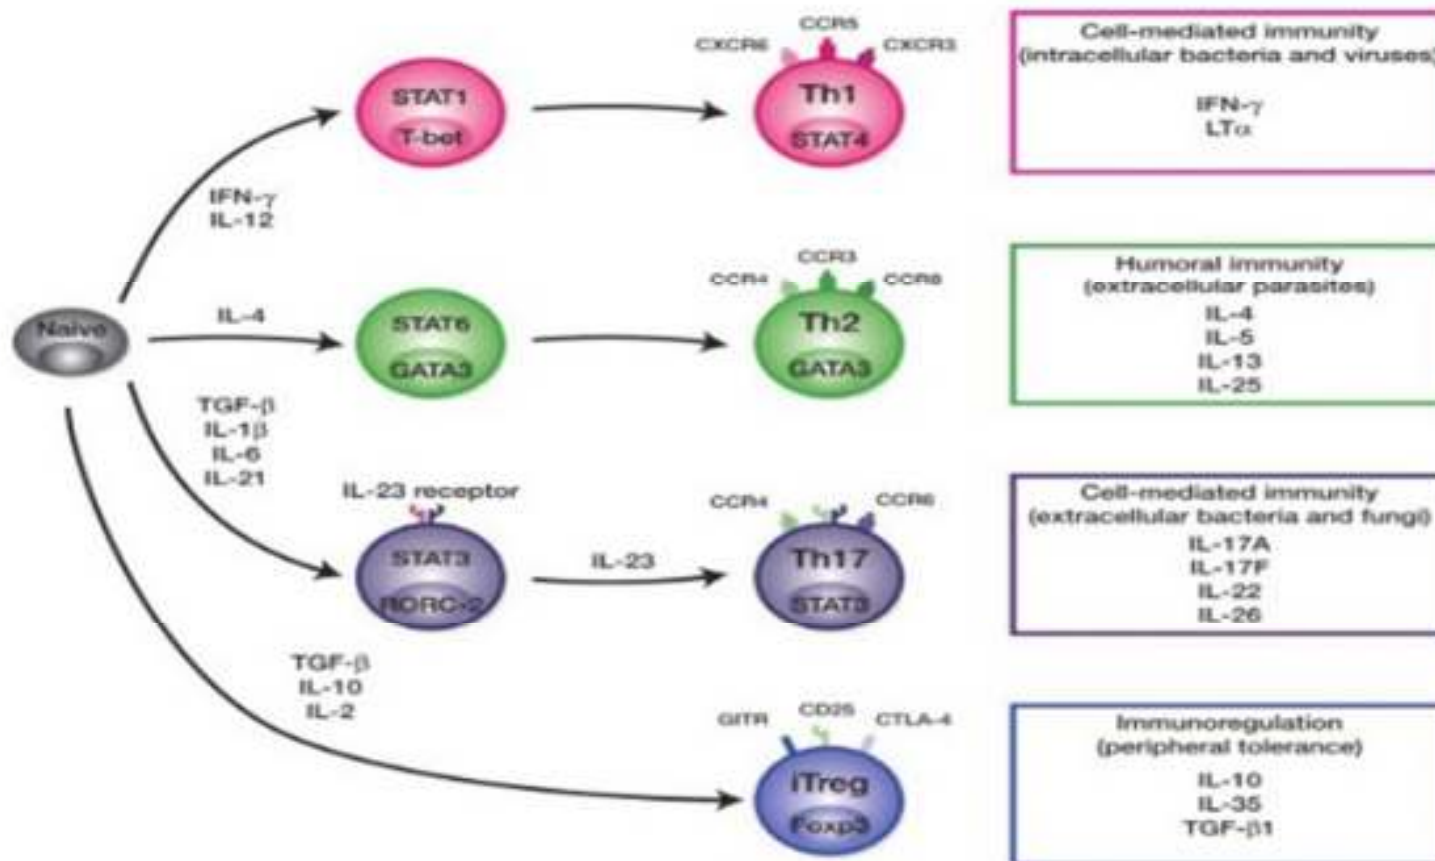 CCR5
CXCR6
CXCR3
STAT1
T-bet
Th1
STAT4
Cell-mediated immunity
(intracellular bacteria and viruses)
IFN-γ
LTα
IFN-γ
IL-12
Naive
IL-4
STAT6
GATA3
CCR3
CCR4
CCR8
Th2
GATA3
Humoral immunity
(extracellular parasites)
IL-4
IL-5
IL-13
IL-25
TGF-β
IL-1β
IL-6
IL-21
IL-23 receptor
STAT3
RORC-2
IL-23
CCR4
CCR6
Th17
STAT3
Cell-mediated immunity
(extracellular bacteria and fungi)
IL-17A
IL-17F
IL-22
IL-26
TGF-β
IL-10
IL-2
GITR
CD25
CTLA-4
iTreg
Foxp3
Immunoregulation
(peripheral tolerance)
IL-10
IL-35
TGF-β1